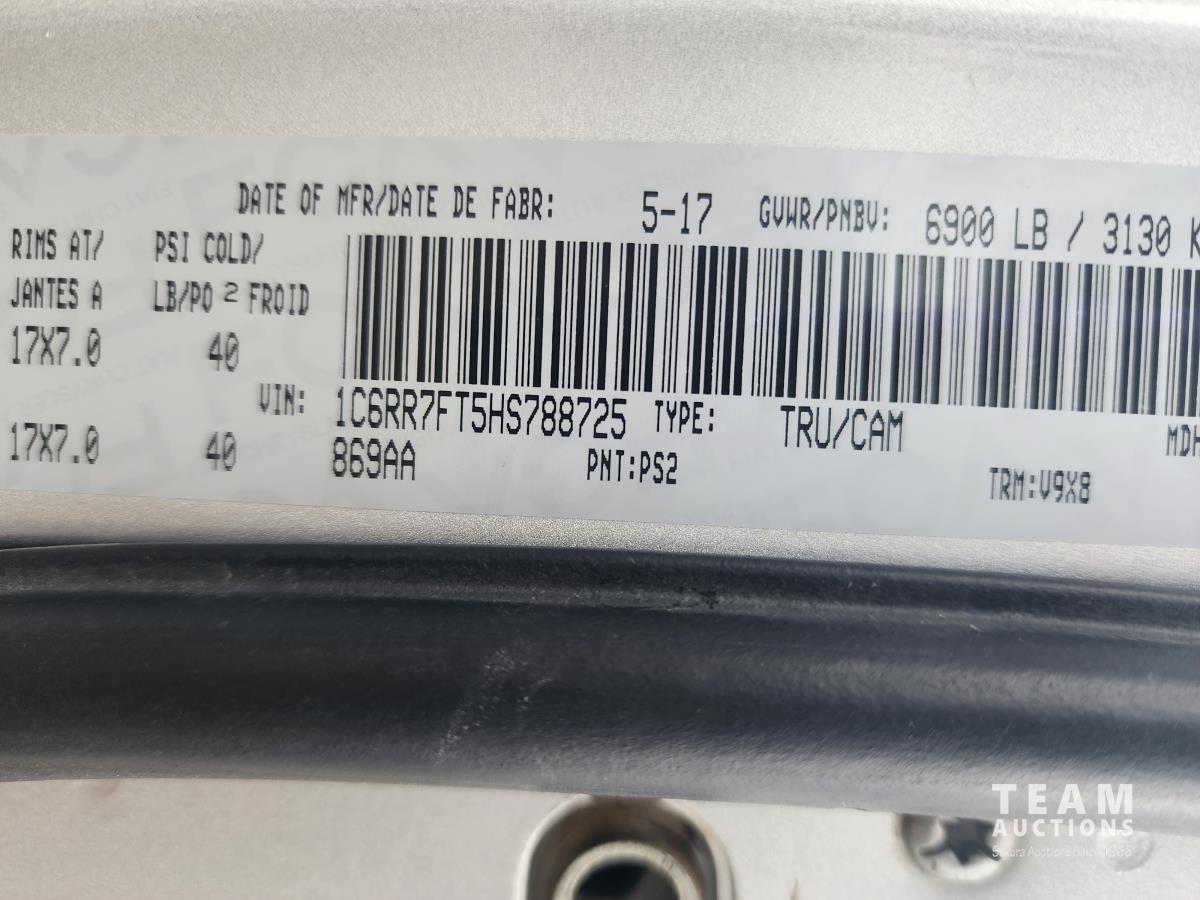 DATE OF MFR/DATE DE FABR: 5-17 GVWR/PNBV: 6900 LB / 3130 K
RIMS AT/ PSI COLD/
JANTES A LB/PO 2 FROID
17X7.0 40
VIN: 1C6RR7FT5HS788725 TYPE: TRU/CAM MDH
17X7.0 40 869AA PNT:PS2 TRM:V9X8
TEAM
AUCTIONS